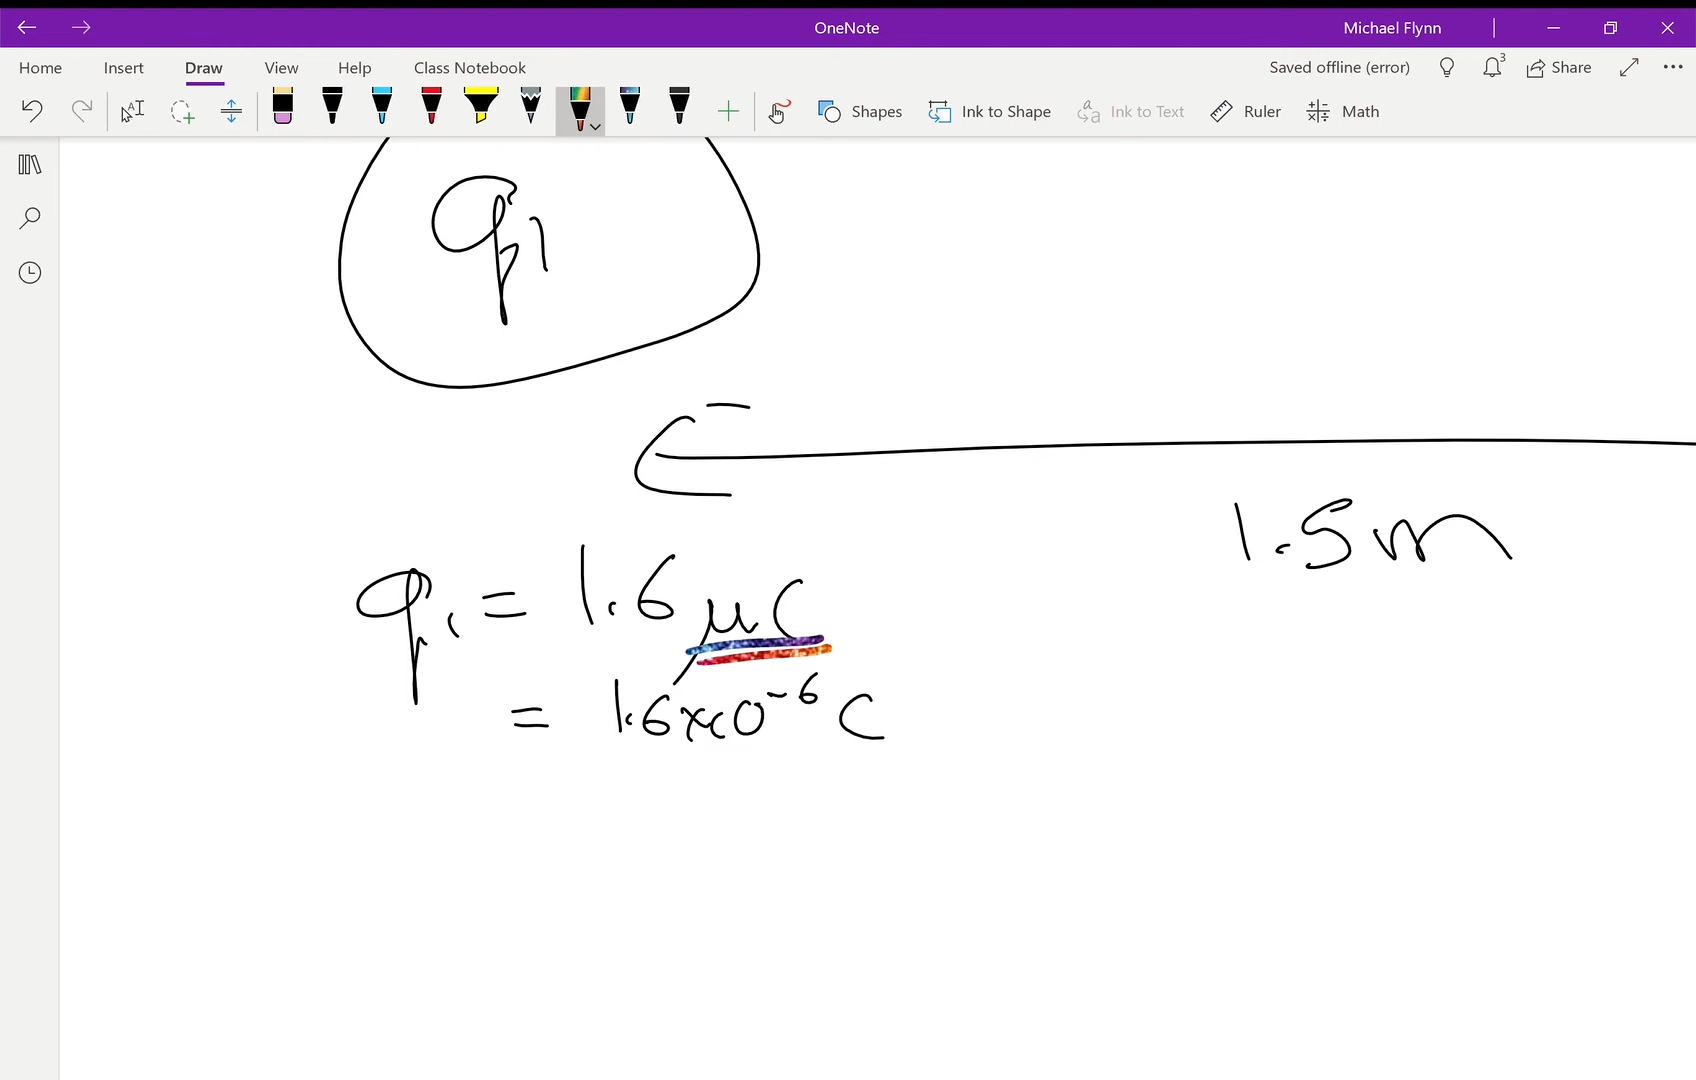 OneNote
Michael Flynn
Home Insert Draw View Help Class Notebook
Saved offline (error)
3
Share
Shapes
Ink to Shape
Ink to Text
Ruler
Math
q1
1.5m
q1 = 1.6 μC
= 1.6x10⁻⁶ C